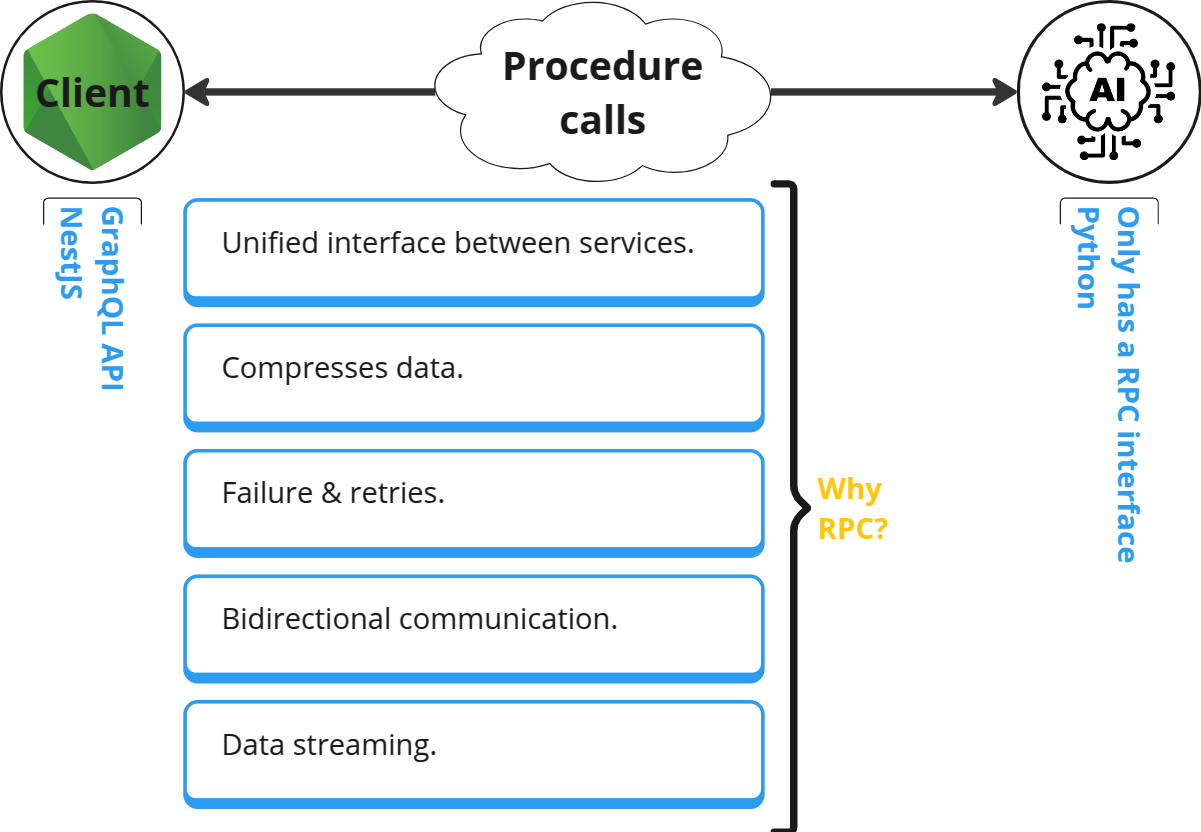 Client
Procedure
calls
AI
GraphQL API
NestJS
Only has a RPC interface
Python
Unified interface between services.
Compresses data.
Failure & retries.
Bidirectional communication.
Data streaming.
Why
RPC?